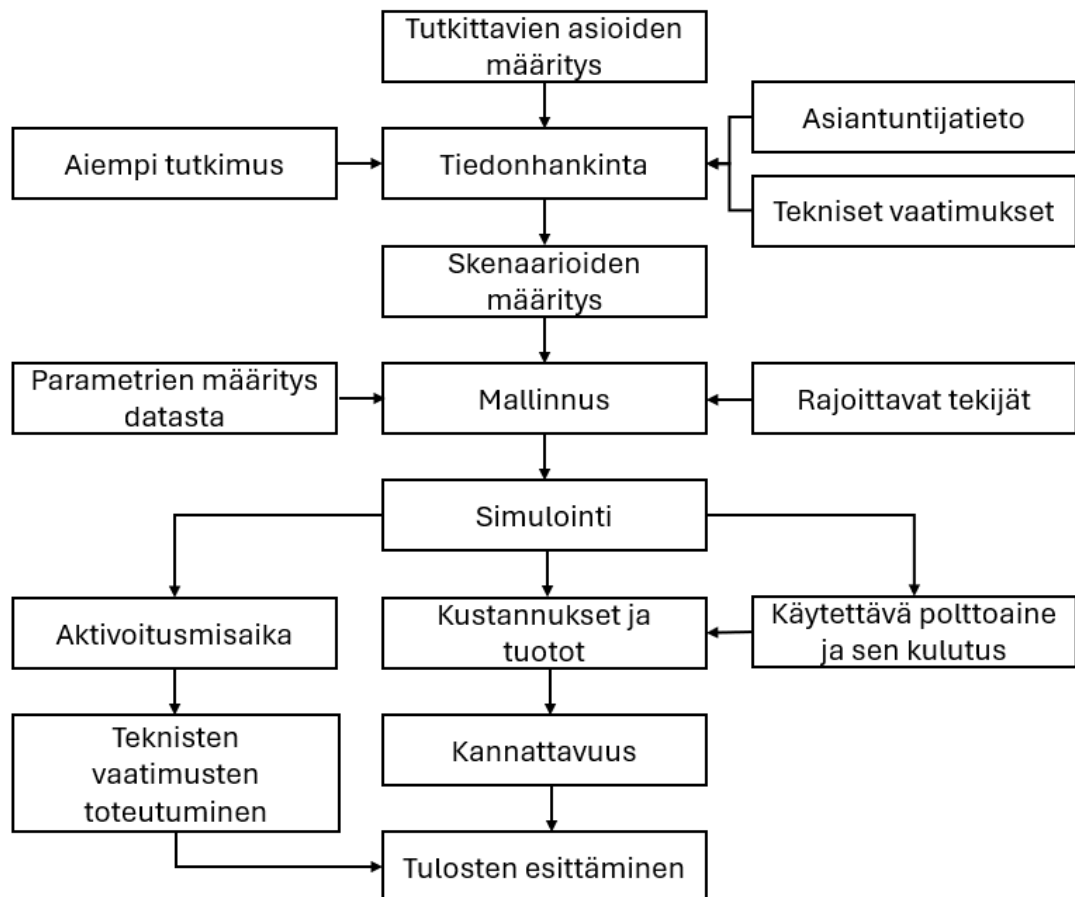 Tutkittavien asioiden
määritys
Asiantuntijatieto
Aiempi tutkimus
Tiedonhankinta
Tekniset vaatimukset
Skenaarioiden
määritys
Parametrien määritys
datasta
Mallinnus
Rajoittavat tekijät
Simulointi
Aktivoitusmisaika
Kustannukset ja
tuotot
Käytettävä polttoaine
ja sen kulutus
Teknisten
vaatimusten
toteutuminen
Kannattavuus
Tulosten esittäminen